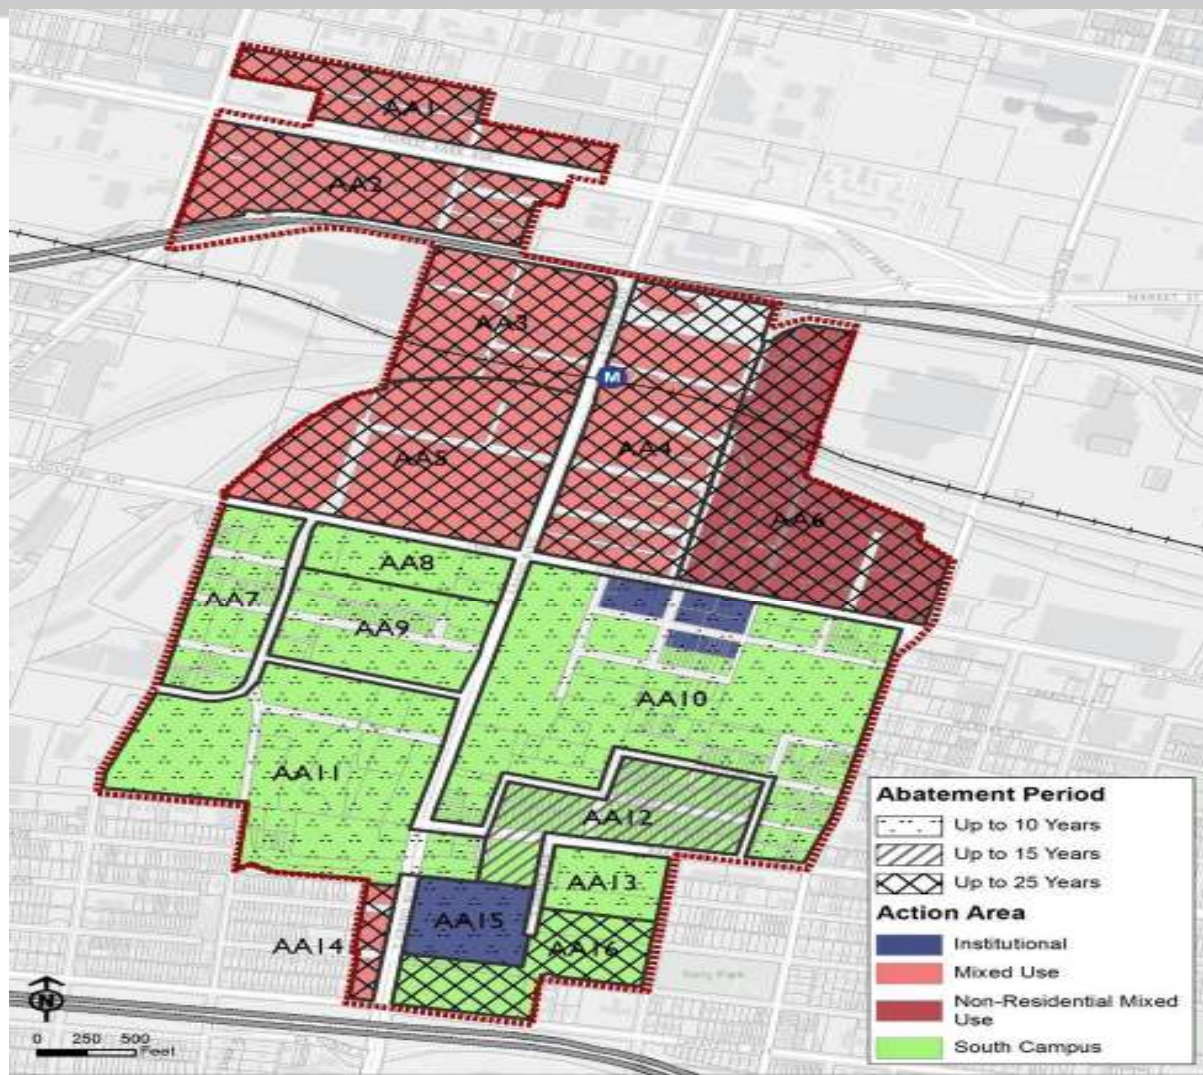 AA1
AA2
AA3
M
AA5
AA4
AA6
AA8
AA7
AA9
AA10
AA11
AA12
AA13
AA15
AA14
AA16
Abatement Period
Up to 10 Years
Up to 15 Years
Up to 25 Years
Action Area
Institutional
Mixed Use
Non-Residential Mixed
Use
South Campus
N
0 250 500
Feet